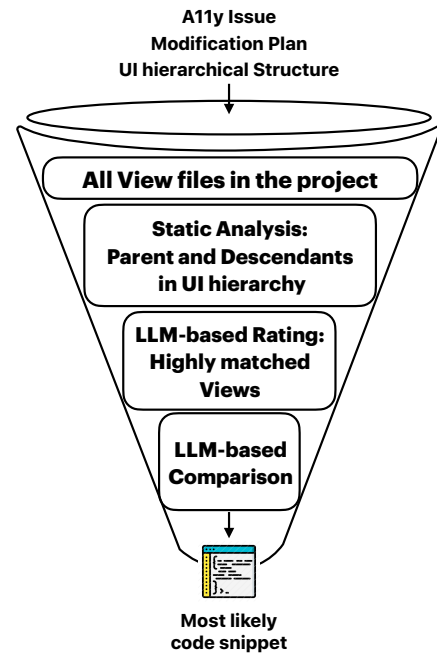 A11y Issue
Modification Plan
UI hierarchical Structure
All View files in the project
Static Analysis:
Parent and Descendants
in UI hierarchy
LLM-based Rating:
Highly matched
Views
LLM-based
Comparison
Most likely
code snippet